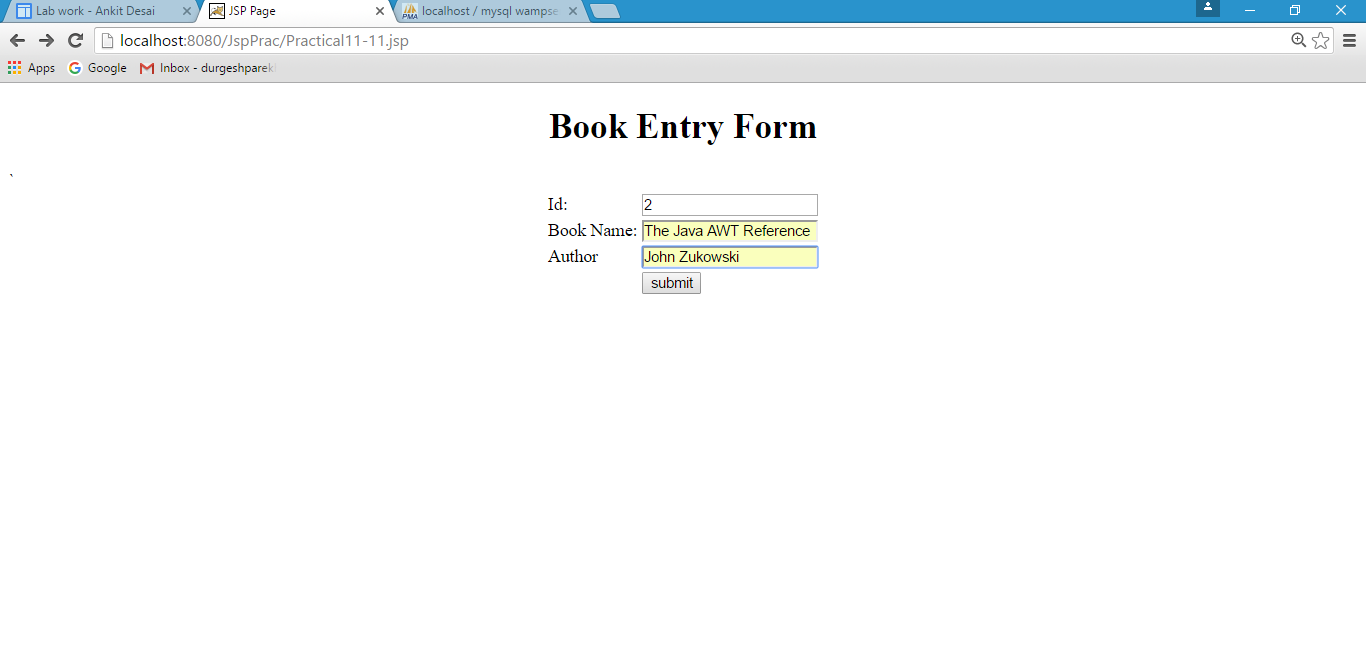 Lab work - Ankit Desai
JSP Page
PMA localhost / mysql wampse
localhost:8080/JspPrac/Practical11-11.jsp
Apps Google Inbox - durgeshparek
Book Entry Form
`
Id: 2
Book Name: The Java AWT Reference
Author John Zukowski
submit